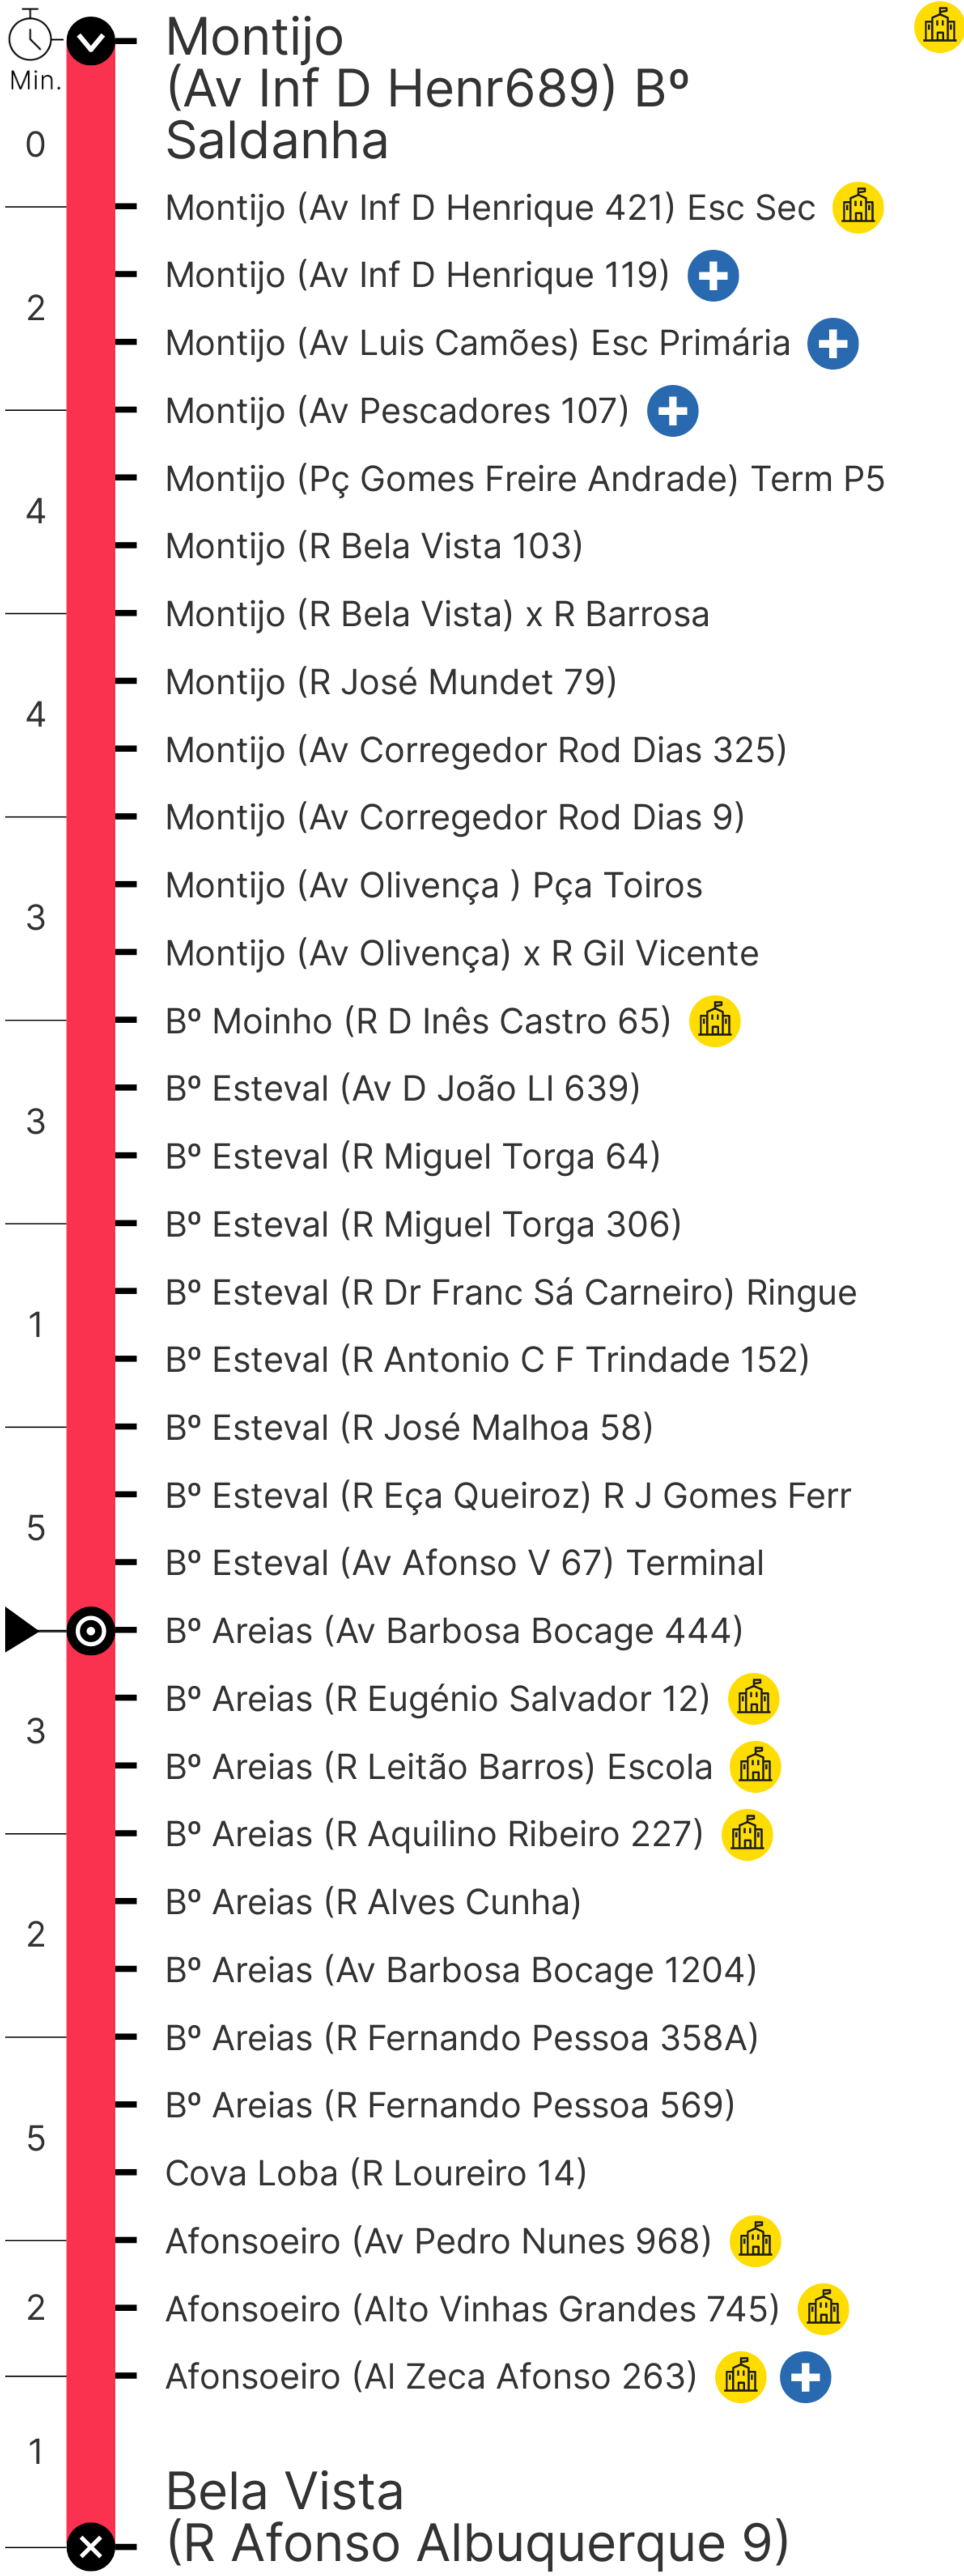 Montijo
(Av Inf D Henr689) Bº
Saldanha
Min.
0
Montijo (Av Inf D Henrique 421) Esc Sec
Montijo (Av Inf D Henrique 119)
2
Montijo (Av Luis Camões) Esc Primária
Montijo (Av Pescadores 107)
Montijo (Pç Gomes Freire Andrade) Term P5
4
Montijo (R Bela Vista 103)
Montijo (R Bela Vista) x R Barrosa
Montijo (R José Mundet 79)
4
Montijo (Av Corregedor Rod Dias 325)
Montijo (Av Corregedor Rod Dias 9)
Montijo (Av Olivença ) Pça Toiros
3
Montijo (Av Olivença) x R Gil Vicente
Bº Moinho (R D Inês Castro 65)
Bº Esteval (Av D João LI 639)
3
Bº Esteval (R Miguel Torga 64)
Bº Esteval (R Miguel Torga 306)
Bº Esteval (R Dr Franc Sá Carneiro) Ringue
1
Bº Esteval (R Antonio C F Trindade 152)
Bº Esteval (R José Malhoa 58)
Bº Esteval (R Eça Queiroz) R J Gomes Ferr
5
Bº Esteval (Av Afonso V 67) Terminal
Bº Areias (Av Barbosa Bocage 444)
Bº Areias (R Eugénio Salvador 12)
3
Bº Areias (R Leitão Barros) Escola
Bº Areias (R Aquilino Ribeiro 227)
Bº Areias (R Alves Cunha)
2
Bº Areias (Av Barbosa Bocage 1204)
Bº Areias (R Fernando Pessoa 358A)
Bº Areias (R Fernando Pessoa 569)
5
Cova Loba (R Loureiro 14)
Afonsoeiro (Av Pedro Nunes 968)
2
Afonsoeiro (Alto Vinhas Grandes 745)
Afonsoeiro (Al Zeca Afonso 263)
1
Bela Vista
(R Afonso Albuquerque 9)